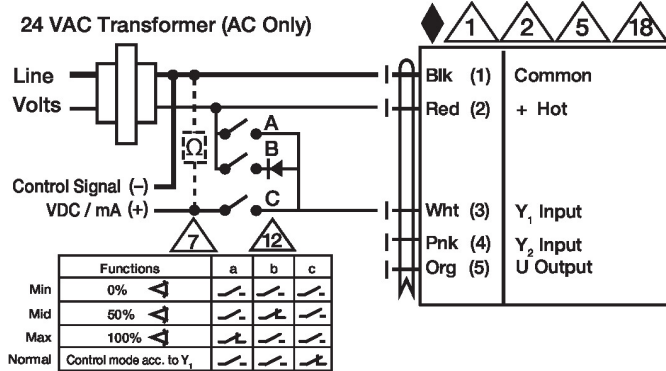 24 VAC Transformer (AC Only)
1 2 5 18
Line
Volts
Blk (1) Common
Red (2) + Hot
A
B
C
Ω
Control Signal (–)
VDC / mA (+)
Wht (3) Y1 Input
Pnk (4) Y2 Input
Org (5) U Output
7
12
Functions a b c
Min 0%
Mid 50%
Max 100%
Normal Control mode acc. to Y1